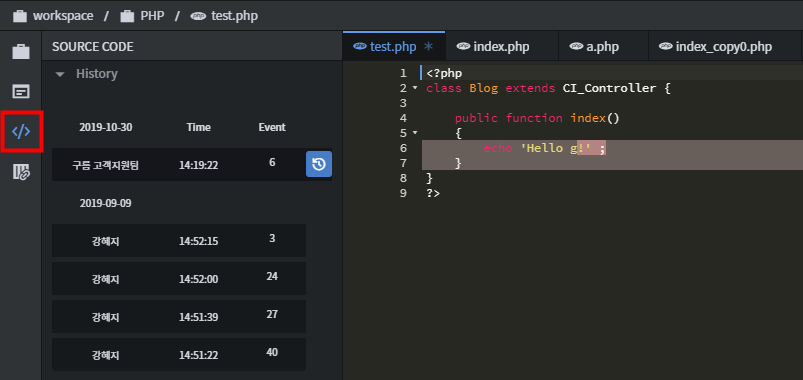 workspace / PHP / test.php
SOURCE CODE
History
2019-10-30 Time Event
구름 고객지원팀 14:19:22 6
2019-09-09
강혜지 14:52:15 3
강혜지 14:52:00 24
강혜지 14:51:39 27
강혜지 14:51:22 40
test.php * index.php a.php index_copy0.php
1 <?php
2 class Blog extends CI_Controller {
3
4 public function index()
5 {
6 echo 'Hello g!' ;
7 }
8 }
9 ?>